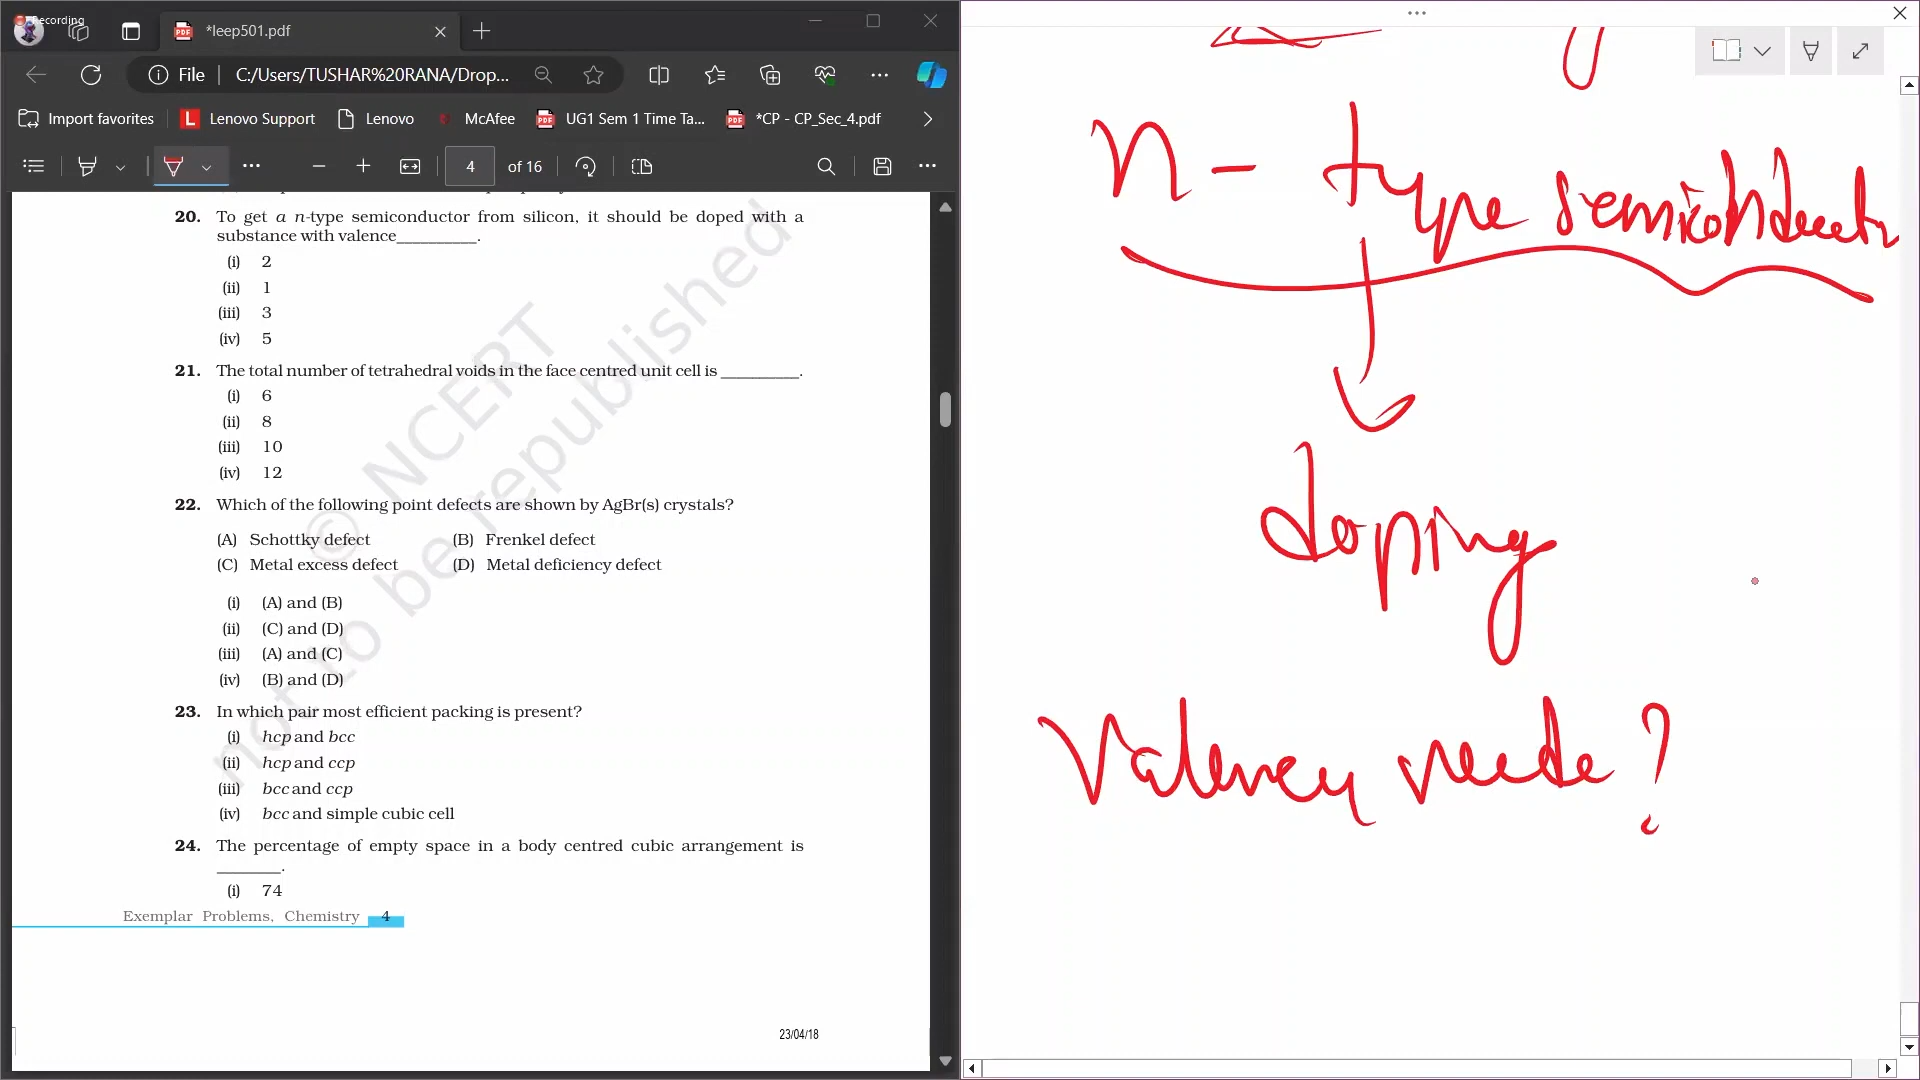 Recording
*leep501.pdf
File
C:/Users/TUSHAR%20RANA/Drop...
Import favorites
Lenovo Support
Lenovo
McAfee
UG1 Sem 1 Time Ta...
*CP - CP_Sec_4.pdf
4 of 16
20. To get a n-type semiconductor from silicon, it should be doped with a
substance with valence__________.
(i) 2
(ii) 1
(iii) 3
(iv) 5
21. The total number of tetrahedral voids in the face centred unit cell is __________.
(i) 6
(ii) 8
(iii) 10
(iv) 12
22. Which of the following point defects are shown by AgBr(s) crystals?
(A) Schottky defect (B) Frenkel defect
(C) Metal excess defect (D) Metal deficiency defect
(i) (A) and (B)
(ii) (C) and (D)
(iii) (A) and (C)
(iv) (B) and (D)
23. In which pair most efficient packing is present?
(i) hcp and bcc
(ii) hcp and ccp
(iii) bcc and ccp
(iv) bcc and simple cubic cell
24. The percentage of empty space in a body centred cubic arrangement is
________.
(i) 74
Exemplar Problems, Chemistry 4
23/04/18
© NCERT
not to be republished
n - type
doping
Valency
?